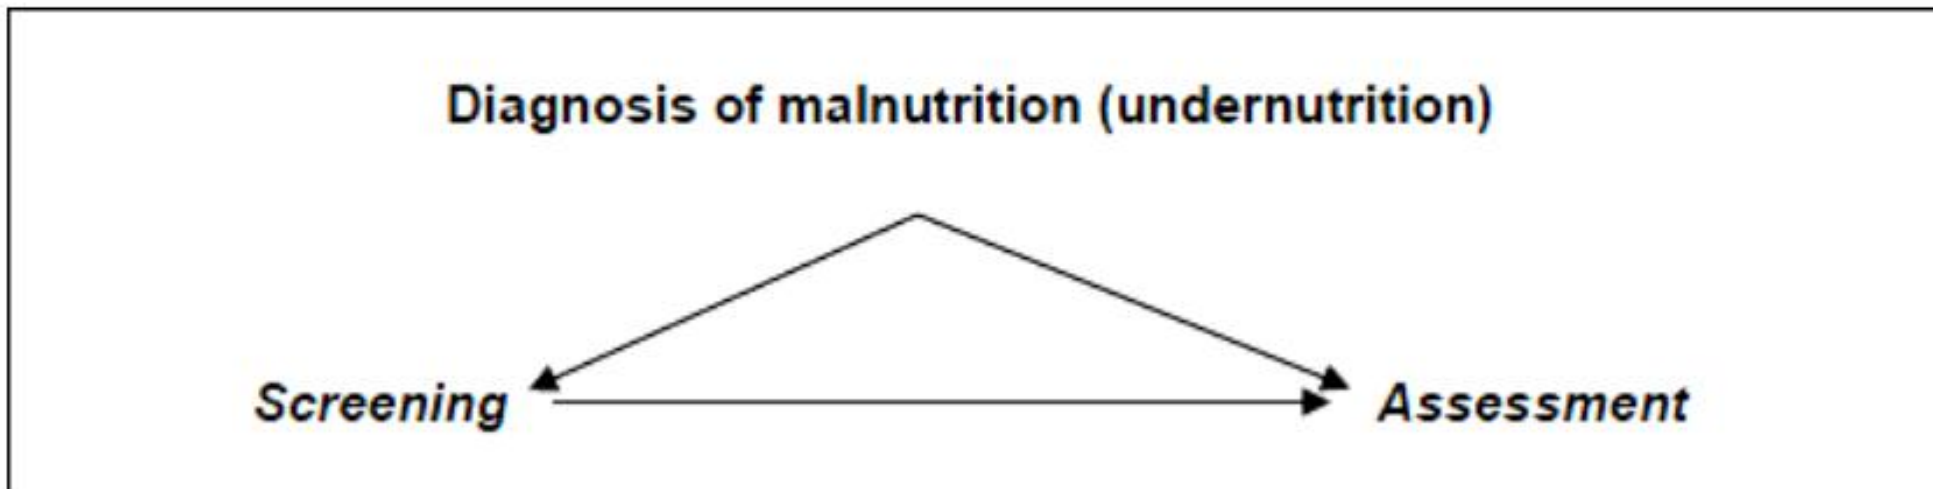 Diagnosis of malnutrition (undernutrition)
Screening
Assessment